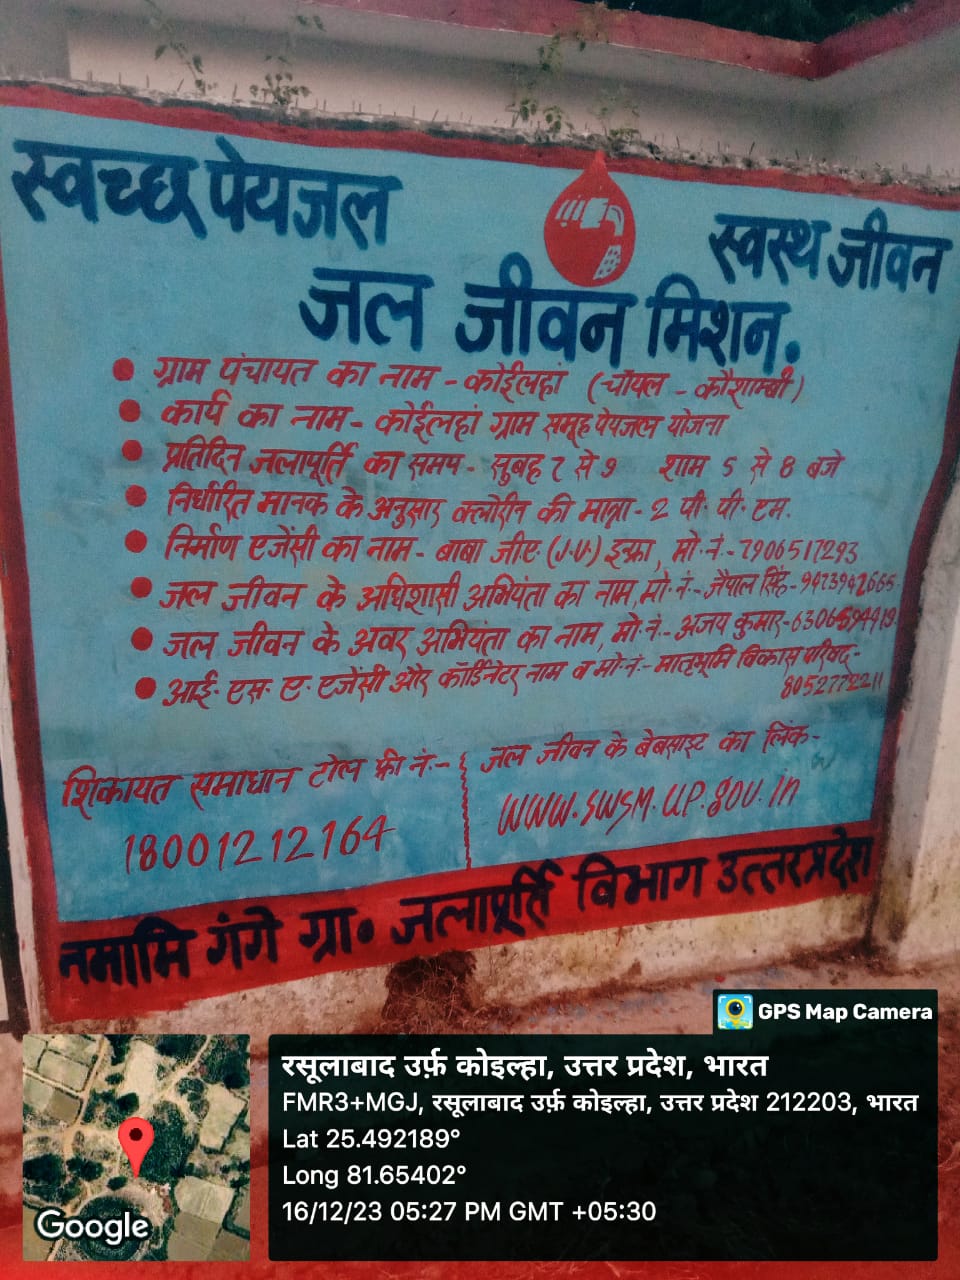 स्वच्छ पेयजल
स्वस्थ जीवन
जल जीवन मिशन.
• ग्राम पंचायत का नाम - कोईलहा (चायल - कौशाम्बी)
• कार्य का नाम - कोईलहां ग्राम समूह पेयजल योजना
• प्रतिदिन जलापूर्ति का समय - सुबह 7 से 9 शाम 5 से 8 बजे
• निर्धारित मानक के अनुसार क्लोरीन की मात्रा - 2 पी. पी. एम.
• निर्माण एजेंसी का नाम - बाबा जीए (J.V.) इन्फ्रा, मो. नं. - 7906517293
• जल जीवन के अधिशासी अभियंता का नाम, मो. नं. - जैपाल सिंह - 9473942665
• जल जीवन के अवर अभियंता का नाम, मो. नं. - अजय कुमार - 6306594419
• आई. एस. ए. एजेंसी और कॉर्डिनेटर नाम व मो. नं. - मातृभूमि विकास परिषद -
8052772211
शिकायत समाधान टोल फ्री नं. -
180012 12164
जल जीवन के बेबसाइट का लिंक -
WWW.SWSM.UP.gov.in
नमामि गंगे ग्रा॰ जलापूर्ति विभाग उत्तरप्रदेश
GPS Map Camera
रसूलाबाद उर्फ़ कोइल्हा, उत्तर प्रदेश, भारत
FMR3+MGJ, रसूलाबाद उर्फ़ कोइल्हा, उत्तर प्रदेश 212203, भारत
Lat 25.492189°
Long 81.65402°
16/12/23 05:27 PM GMT +05:30
Google